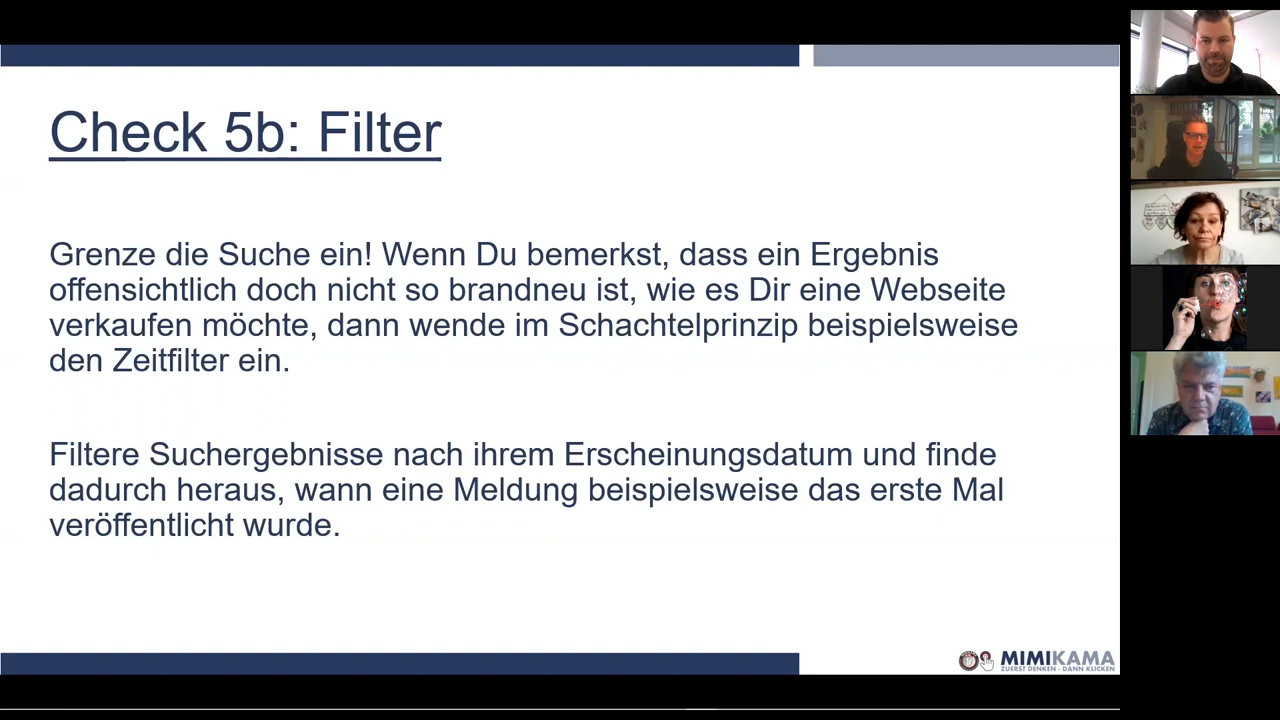 Check 5b: Filter
Grenze die Suche ein! Wenn Du bemerkst, dass ein Ergebnis
offensichtlich doch nicht so brandneu ist, wie es Dir eine Webseite
verkaufen möchte, dann wende im Schachtelprinzip beispielsweise
den Zeitfilter ein.
Filtere Suchergebnisse nach ihrem Erscheinungsdatum und finde
dadurch heraus, wann eine Meldung beispielsweise das erste Mal
veröffentlicht wurde.
MIMIKAMA
ZUERST DENKEN - DANN KLICKEN